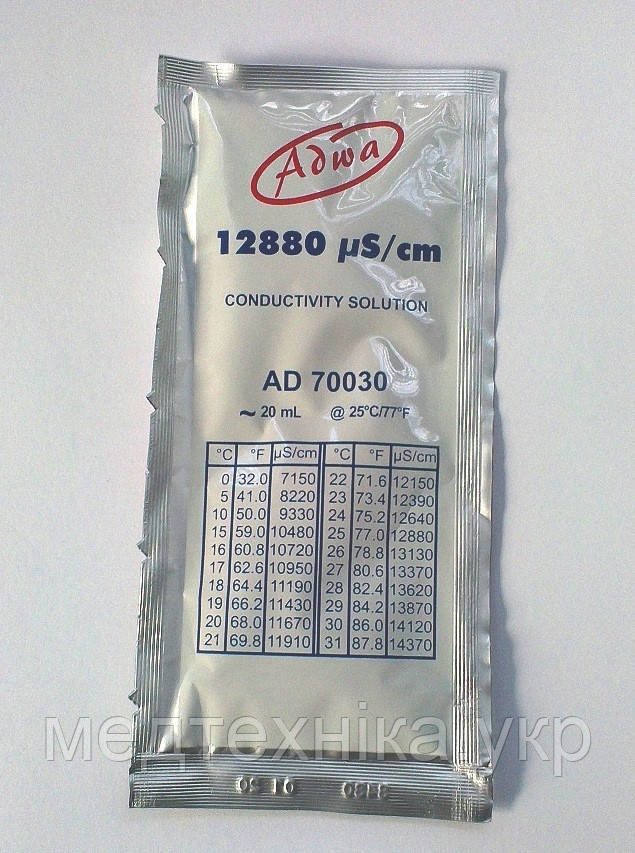 Adwa
12880 µS/cm
CONDUCTIVITY SOLUTION
AD 70030
~ 20 mL @ 25°C/77°F
°C °F µS/cm °C °F µS/cm
0 32.0 7150 22 71.6 12150
5 41.0 8220 23 73.4 12390
10 50.0 9330 24 75.2 12640
15 59.0 10480 25 77.0 12880
16 60.8 10720 26 78.8 13130
17 62.6 10950 27 80.6 13370
18 64.4 11190 28 82.4 13620
19 66.2 11430 29 84.2 13870
20 68.0 11670 30 86.0 14120
21 69.8 11910 31 87.8 14370
медтехніка укр